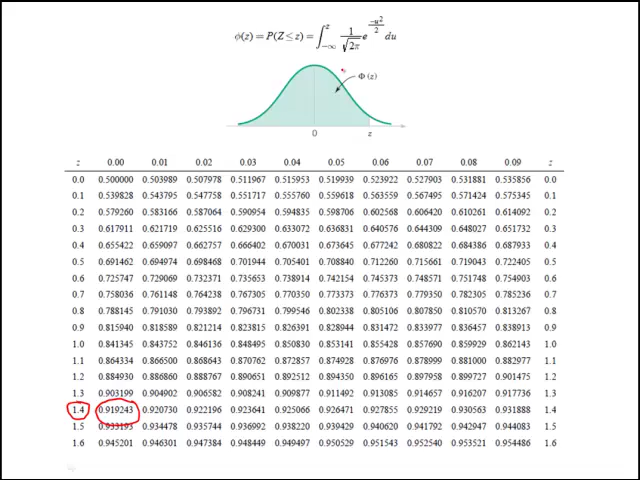 ϕ(z) = P(Z ≤ z) = ∫_{-∞}^{z} 1/√(2π) e^{-u²/2} du
Φ (z)
0 z
z 0.00 0.01 0.02 0.03 0.04 0.05 0.06 0.07 0.08 0.09 z
0.0 0.500000 0.503989 0.507978 0.511967 0.515953 0.519939 0.523922 0.527903 0.531881 0.535856 0.0
0.1 0.539828 0.543795 0.547758 0.551717 0.555760 0.559618 0.563559 0.567495 0.571424 0.575345 0.1
0.2 0.579260 0.583166 0.587064 0.590954 0.594835 0.598706 0.602568 0.606420 0.610261 0.614092 0.2
0.3 0.617911 0.621719 0.625516 0.629300 0.633072 0.636831 0.640576 0.644309 0.648027 0.651732 0.3
0.4 0.655422 0.659097 0.662757 0.666402 0.670031 0.673645 0.677242 0.680822 0.684386 0.687933 0.4
0.5 0.691462 0.694974 0.698468 0.701944 0.705401 0.708840 0.712260 0.715661 0.719043 0.722405 0.5
0.6 0.725747 0.729069 0.732371 0.735653 0.738914 0.742154 0.745373 0.748571 0.751748 0.754903 0.6
0.7 0.758036 0.761148 0.764238 0.767305 0.770350 0.773373 0.776373 0.779350 0.782305 0.785236 0.7
0.8 0.788145 0.791030 0.793892 0.796731 0.799546 0.802338 0.805106 0.807850 0.810570 0.813267 0.8
0.9 0.815940 0.818589 0.821214 0.823815 0.826391 0.828944 0.831472 0.833977 0.836457 0.838913 0.9
1.0 0.841345 0.843752 0.846136 0.848495 0.850830 0.853141 0.855428 0.857690 0.859929 0.862143 1.0
1.1 0.864334 0.866500 0.868643 0.870762 0.872857 0.874928 0.876976 0.878999 0.881000 0.882977 1.1
1.2 0.884930 0.886860 0.888767 0.890651 0.892512 0.894350 0.896165 0.897958 0.899727 0.901475 1.2
1.3 0.903199 0.904902 0.906582 0.908241 0.909877 0.911492 0.913085 0.914657 0.916207 0.917736 1.3
1.4 0.919243 0.920730 0.922196 0.923641 0.925066 0.926471 0.927855 0.929219 0.930563 0.931888 1.4
1.5 0.933193 0.934478 0.935744 0.936992 0.938220 0.939429 0.940620 0.941792 0.942947 0.944083 1.5
1.6 0.945201 0.946301 0.947384 0.948449 0.949497 0.950529 0.951543 0.952540 0.953521 0.954486 1.6